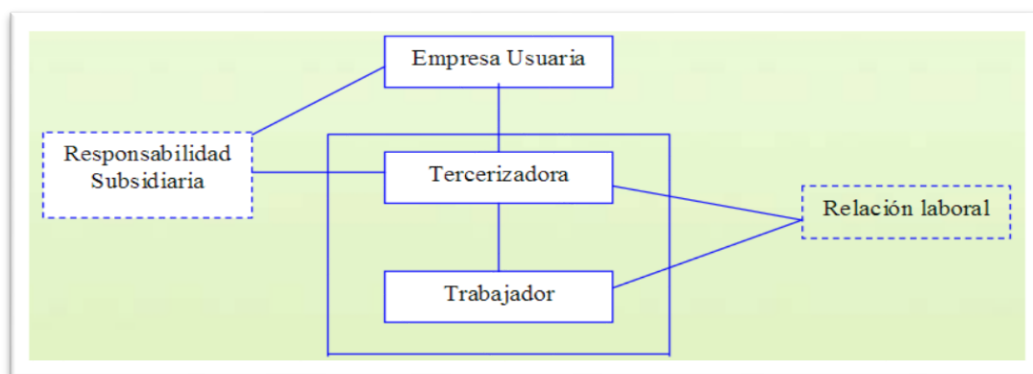 Empresa Usuaria
Responsabilidad
Subsidiaria
Tercerizadora
Relación laboral
Trabajador